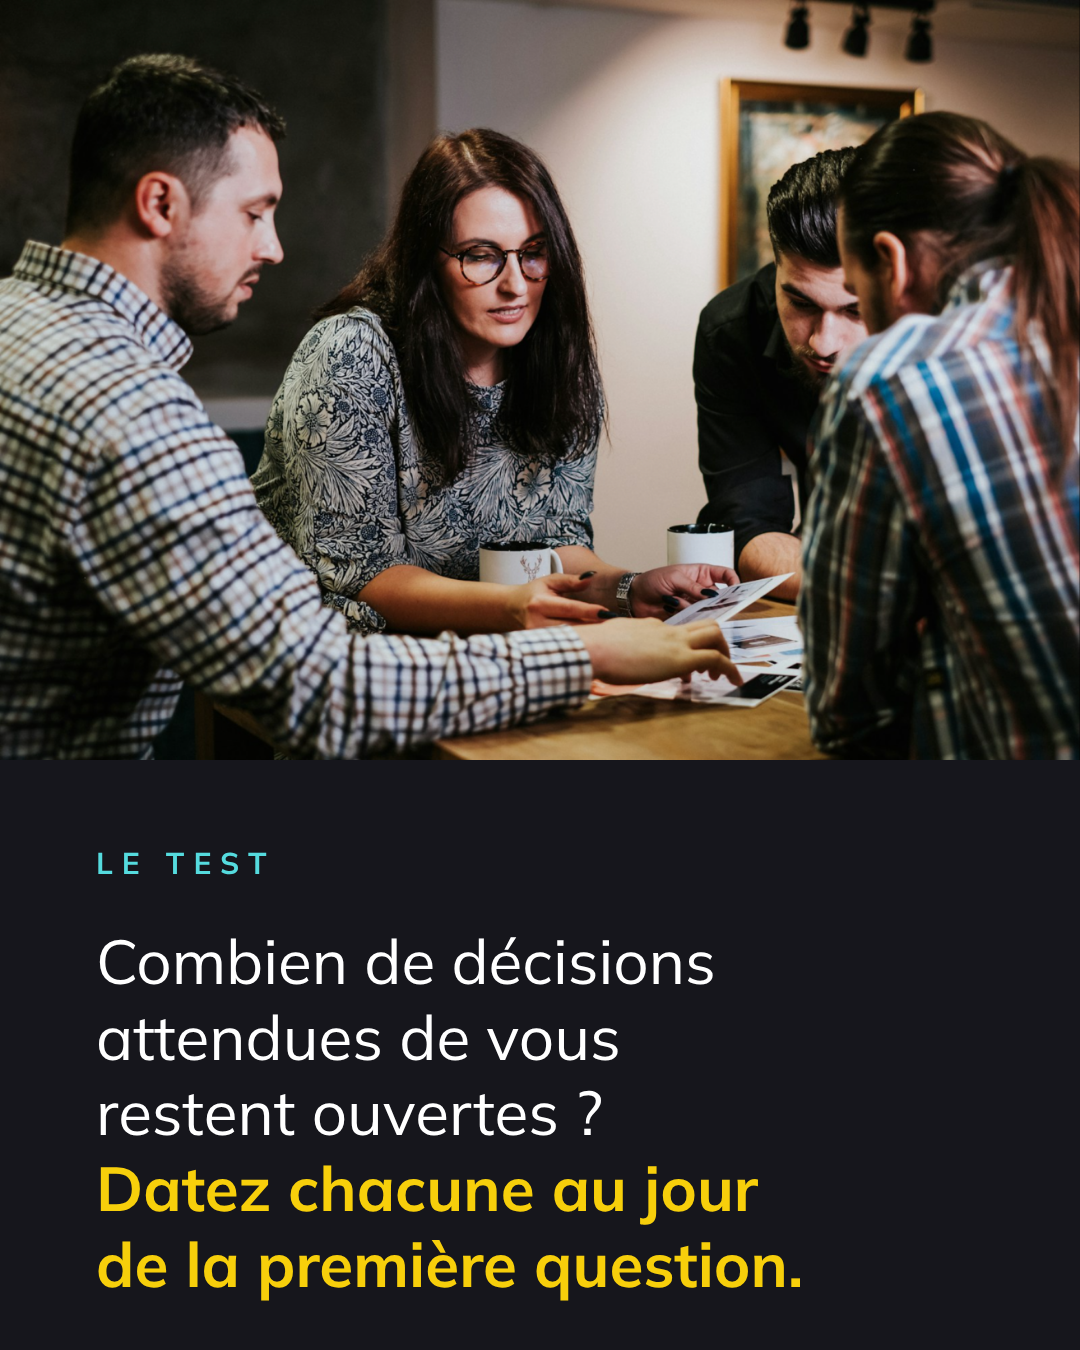 LE TEST
Combien de décisions
attendues de vous
restent ouvertes ?
Datez chacune au jour
de la première question.